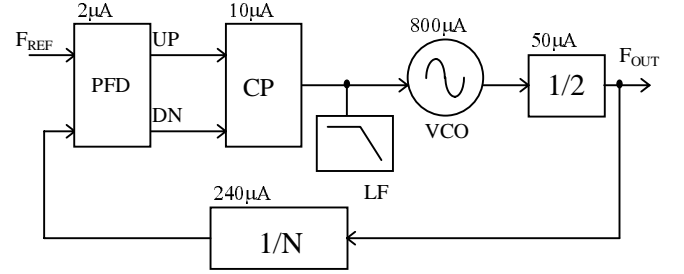 2μA
10μA
800μA
50μA
F_REF
UP
F_OUT
PFD
CP
1/2
DN
VCO
LF
240μA
1/N